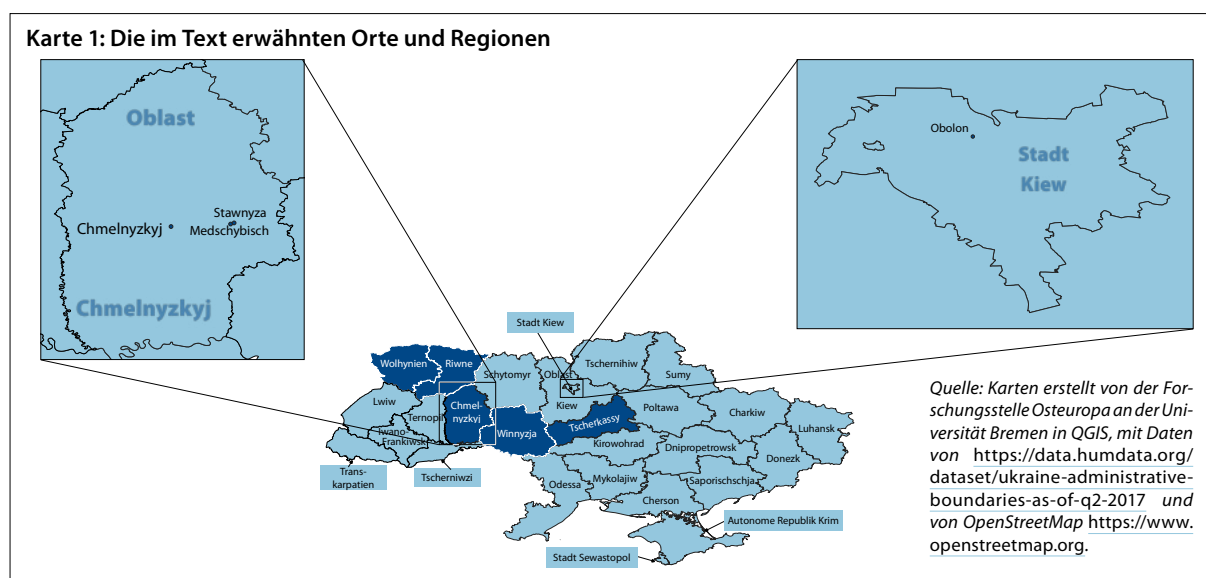 Karte 1: Die im Text erwähnten Orte und Regionen
Oblast
Stawnyza
Chmelnyzkyj
Medschybisch
Chmelnyzkyj
Obolon
Stadt
Kiew
Stadt Kiew
Wolhynien
Riwne
Schytomyr
Oblast
Kiew
Tschernihiw
Sumy
Lwiw
Ternopil
Chmel-
nyzkyj
Winnyzja
Tscherkassy
Poltawa
Charkiw
Luhansk
Iwano
Frankiwsk
Kirowohrad
Dnipropetrowsk
Donezk
Trans-
karpatien
Tscherniwzi
Odessa
Mykolajiw
Saporischschja
Cherson
Autonome Republik Krim
Stadt Sewastopol
Quelle: Karten erstellt von der For-
schungsstelle Osteuropa an der Uni-
versität Bremen in QGIS, mit Daten
von https://data.humdata.org/
dataset/ukraine-administrative-
boundaries-as-of-q2-2017 und
von OpenStreetMap https://www.
openstreetmap.org.